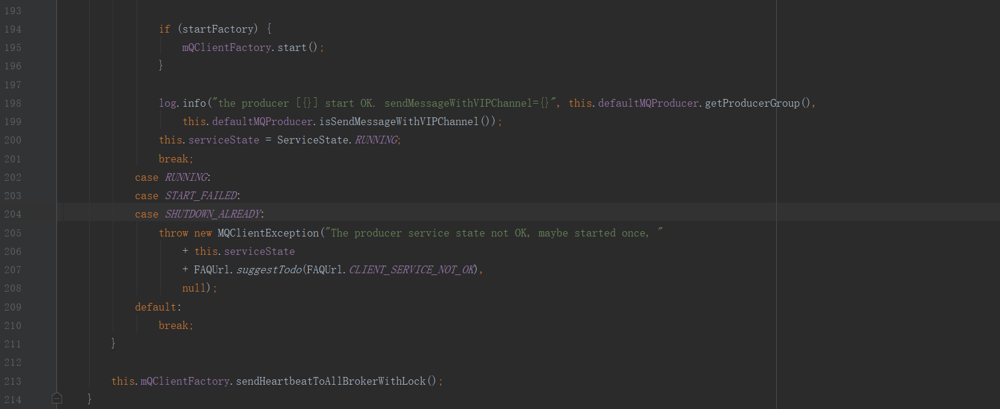 193
194 if (startFactory) {
195 mQClientFactory.start();
196 }
197
198 log.info("the producer [{}] start OK. sendMessageWithVIPChannel={}", this.defaultMQProducer.getProducerGroup(),
199 this.defaultMQProducer.isSendMessageWithVIPChannel());
200 this.serviceState = ServiceState.RUNNING;
201 break;
202 case RUNNING:
203 case START_FAILED:
204 case SHUTDOWN_ALREADY:
205 throw new MQClientException("The producer service state not OK, maybe started once, "
206 + this.serviceState
207 + FAQUrl.suggestTodo(FAQUrl.CLIENT_SERVICE_NOT_OK),
208 null);
209 default:
210 break;
211 }
212
213 this.mQClientFactory.sendHeartbeatToAllBrokerWithLock();
214 }